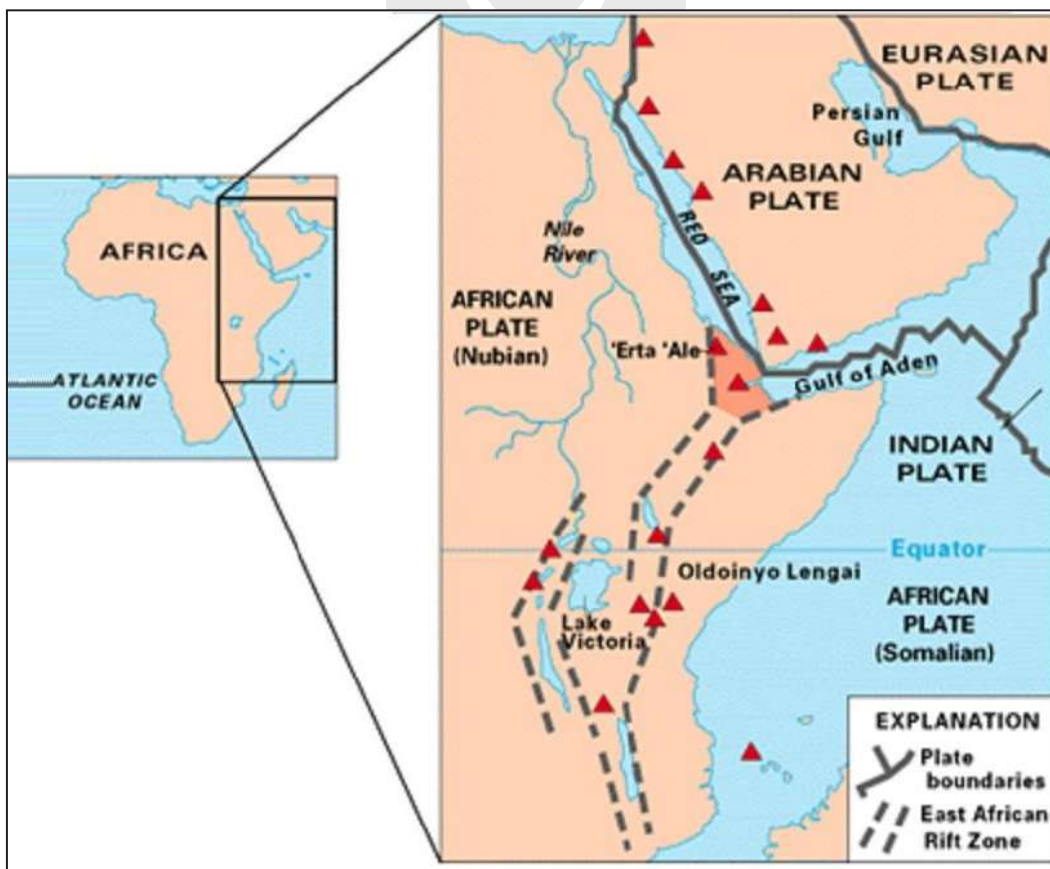 AFRICA
ATLANTIC
OCEAN
EURASIAN
PLATE
Persian
Gulf
ARABIAN
PLATE
RED
SEA
Nile
River
AFRICAN
PLATE
(Nubian)
'Erta 'Ale
Gulf of Aden
INDIAN
PLATE
Equator
Oldoinyo Lengai
Lake
Victoria
AFRICAN
PLATE
(Somalian)
EXPLANATION
Plate
boundaries
East African
Rift Zone